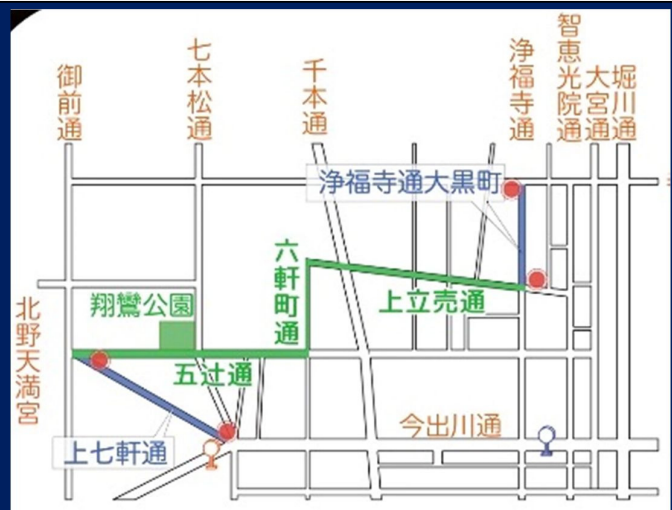 御前通
七本松通
千本通
浄福寺通
智恵光院通
大宮通
堀川通
浄福寺通大黒町
六軒町通
翔鸞公園
上立売通
北野天満宮
五辻通
今出川通
上七軒通